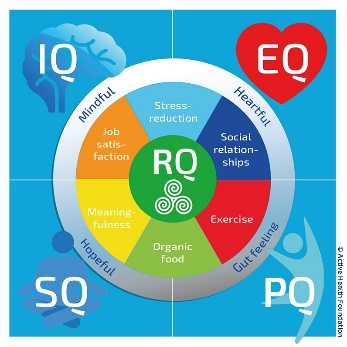 IQ
EQ
Mindful
Heartful
Stress-
reduction
Job
satis-
faction
Social
relation-
ships
RQ
Meaning-
fulness
Exercise
Organic
food
Hopeful
Gut feeling
SQ
PQ
© Active Health Foundation